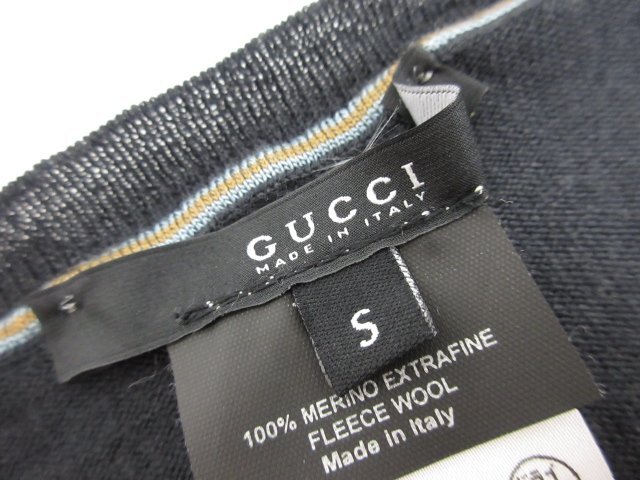 GUCCI
MADE IN ITALY
S
100% MERINO EXTRAFINE
FLEECE WOOL
Made in Italy